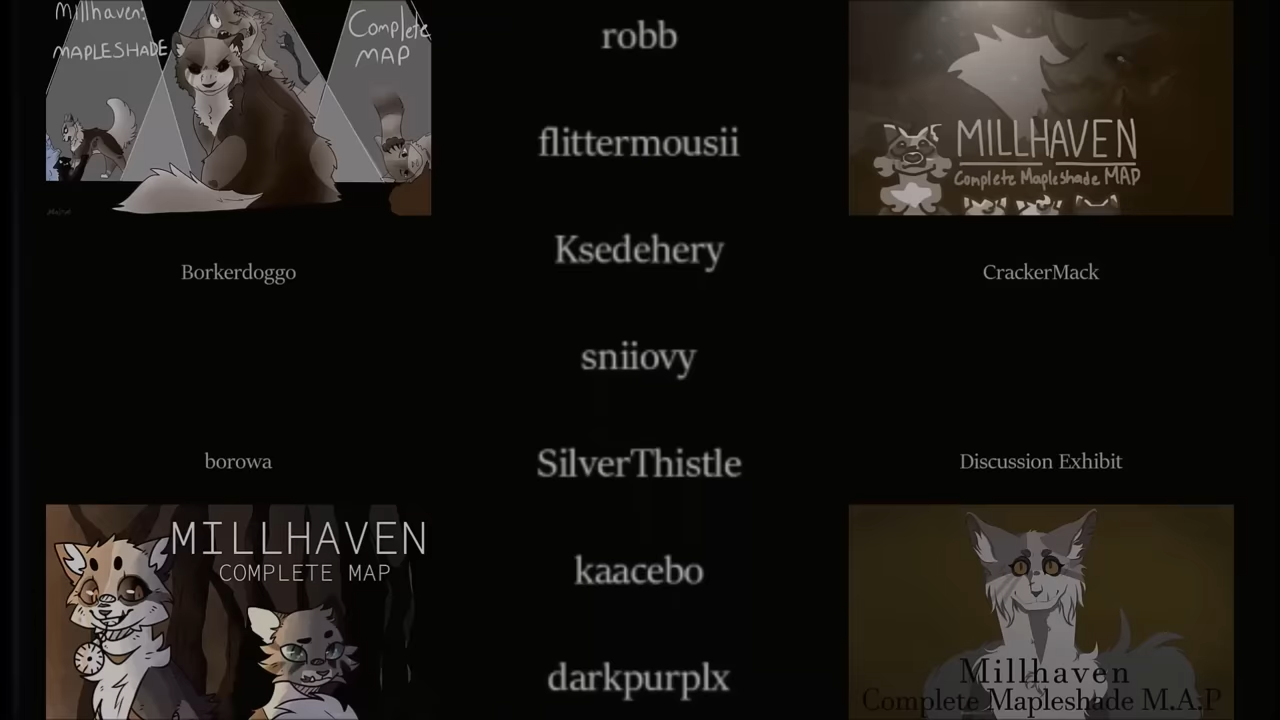 Millhaven:
MAPLESHADE
Complete
MAP
Borkerdoggo
borowa
MILLHAVEN
COMPLETE MAP
robb
flittermousii
Ksedehery
sniiovy
SilverThistle
kaacebo
darkpurplx
MILLHAVEN
Complete Mapleshade MAP
CrackerMack
Discussion Exhibit
Millhaven
Complete Mapleshade M.A.P